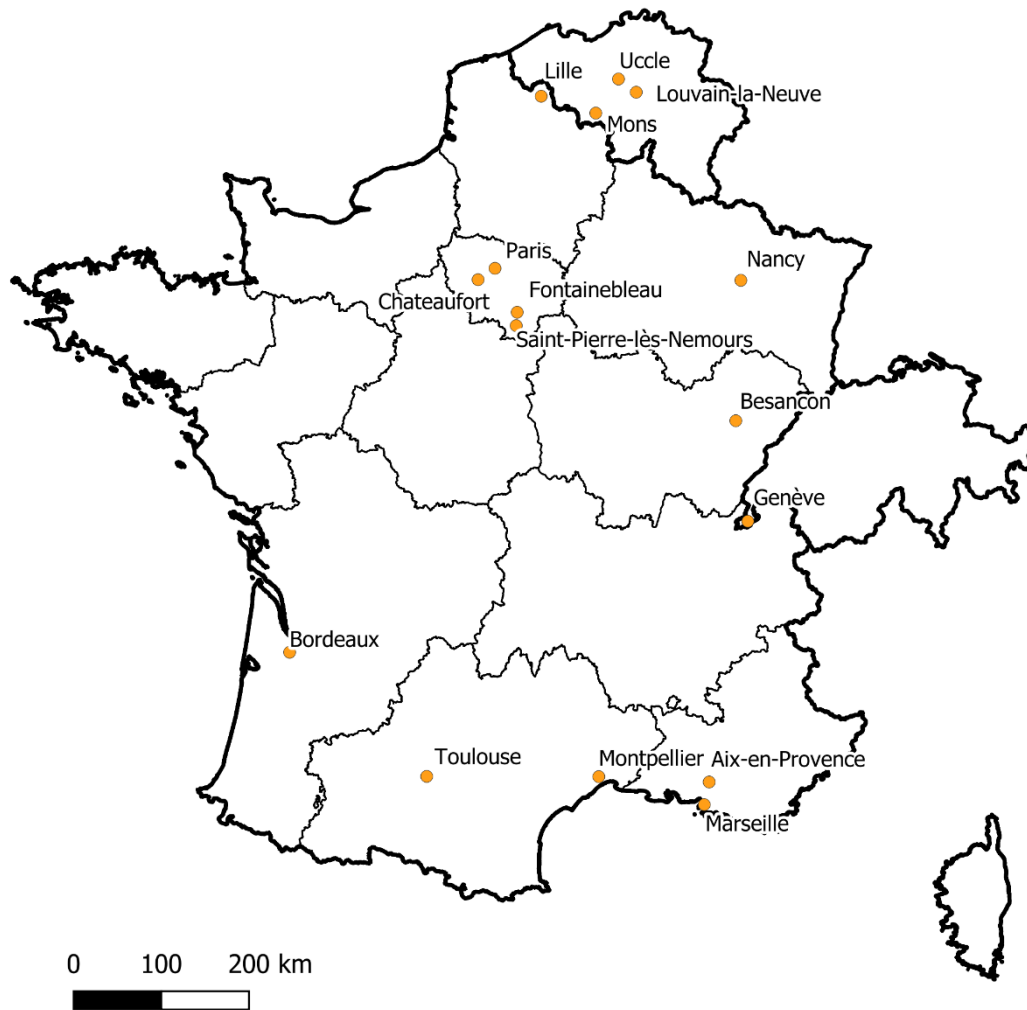 Uccle
Lille
Louvain-la-Neuve
Mons
Paris
Nancy
Chateaufort
Fontainebleau
Saint-Pierre-lès-Nemours
Besancon
Genève
Bordeaux
Toulouse
Montpellier
Aix-en-Provence
Marseille
0 100 200 km